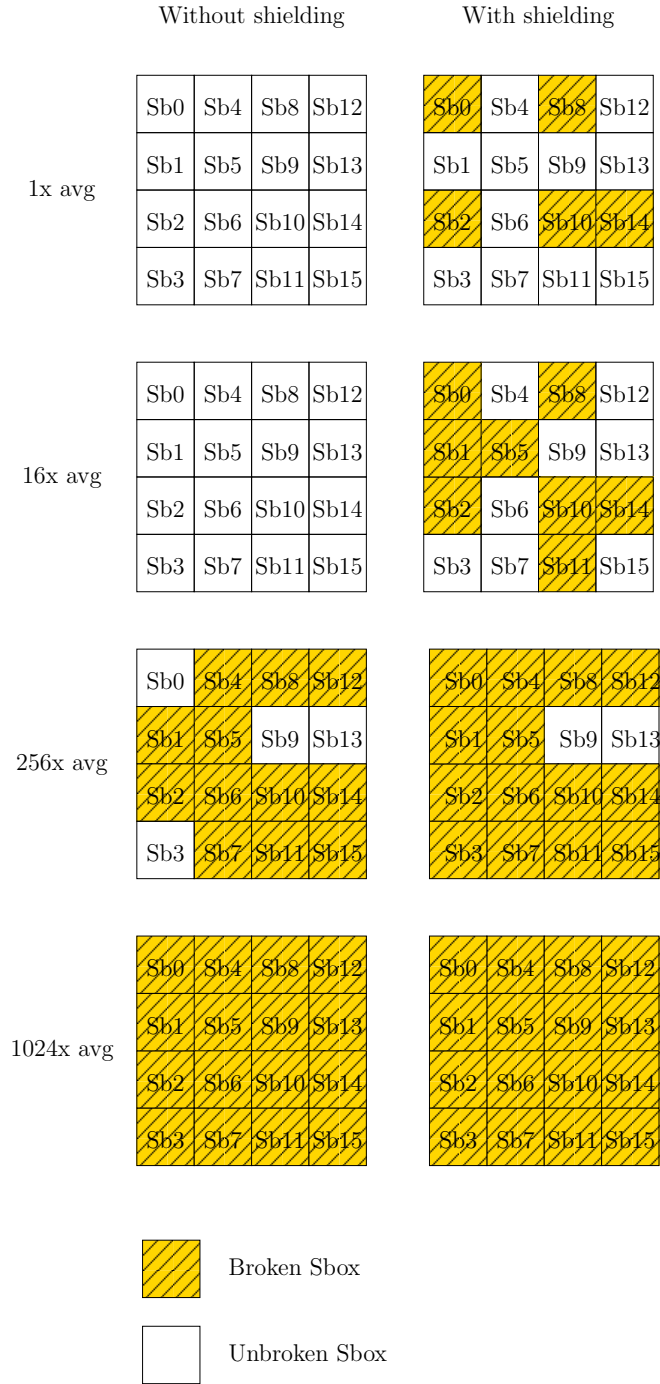 Without shielding With shielding
Sb0 Sb4 Sb8 Sb12 Sb0 Sb4 Sb8 Sb12
Sb1 Sb5 Sb9 Sb13 Sb1 Sb5 Sb9 Sb13
1x avg
Sb2 Sb6 Sb10 Sb14 Sb2 Sb6 Sb10 Sb14
Sb3 Sb7 Sb11 Sb15 Sb3 Sb7 Sb11 Sb15
Sb0 Sb4 Sb8 Sb12 Sb0 Sb4 Sb8 Sb12
Sb1 Sb5 Sb9 Sb13 Sb1 Sb5 Sb9 Sb13
16x avg
Sb2 Sb6 Sb10 Sb14 Sb2 Sb6 Sb10 Sb14
Sb3 Sb7 Sb11 Sb15 Sb3 Sb7 Sb11 Sb15
Sb0 Sb4 Sb8 Sb12 Sb0 Sb4 Sb8 Sb12
Sb1 Sb5 Sb9 Sb13 Sb1 Sb5 Sb9 Sb13
256x avg
Sb2 Sb6 Sb10 Sb14 Sb2 Sb6 Sb10 Sb14
Sb3 Sb7 Sb11 Sb15 Sb3 Sb7 Sb11 Sb15
Sb0 Sb4 Sb8 Sb12 Sb0 Sb4 Sb8 Sb12
Sb1 Sb5 Sb9 Sb13 Sb1 Sb5 Sb9 Sb13
1024x avg
Sb2 Sb6 Sb10 Sb14 Sb2 Sb6 Sb10 Sb14
Sb3 Sb7 Sb11 Sb15 Sb3 Sb7 Sb11 Sb15
Broken Sbox
Unbroken Sbox